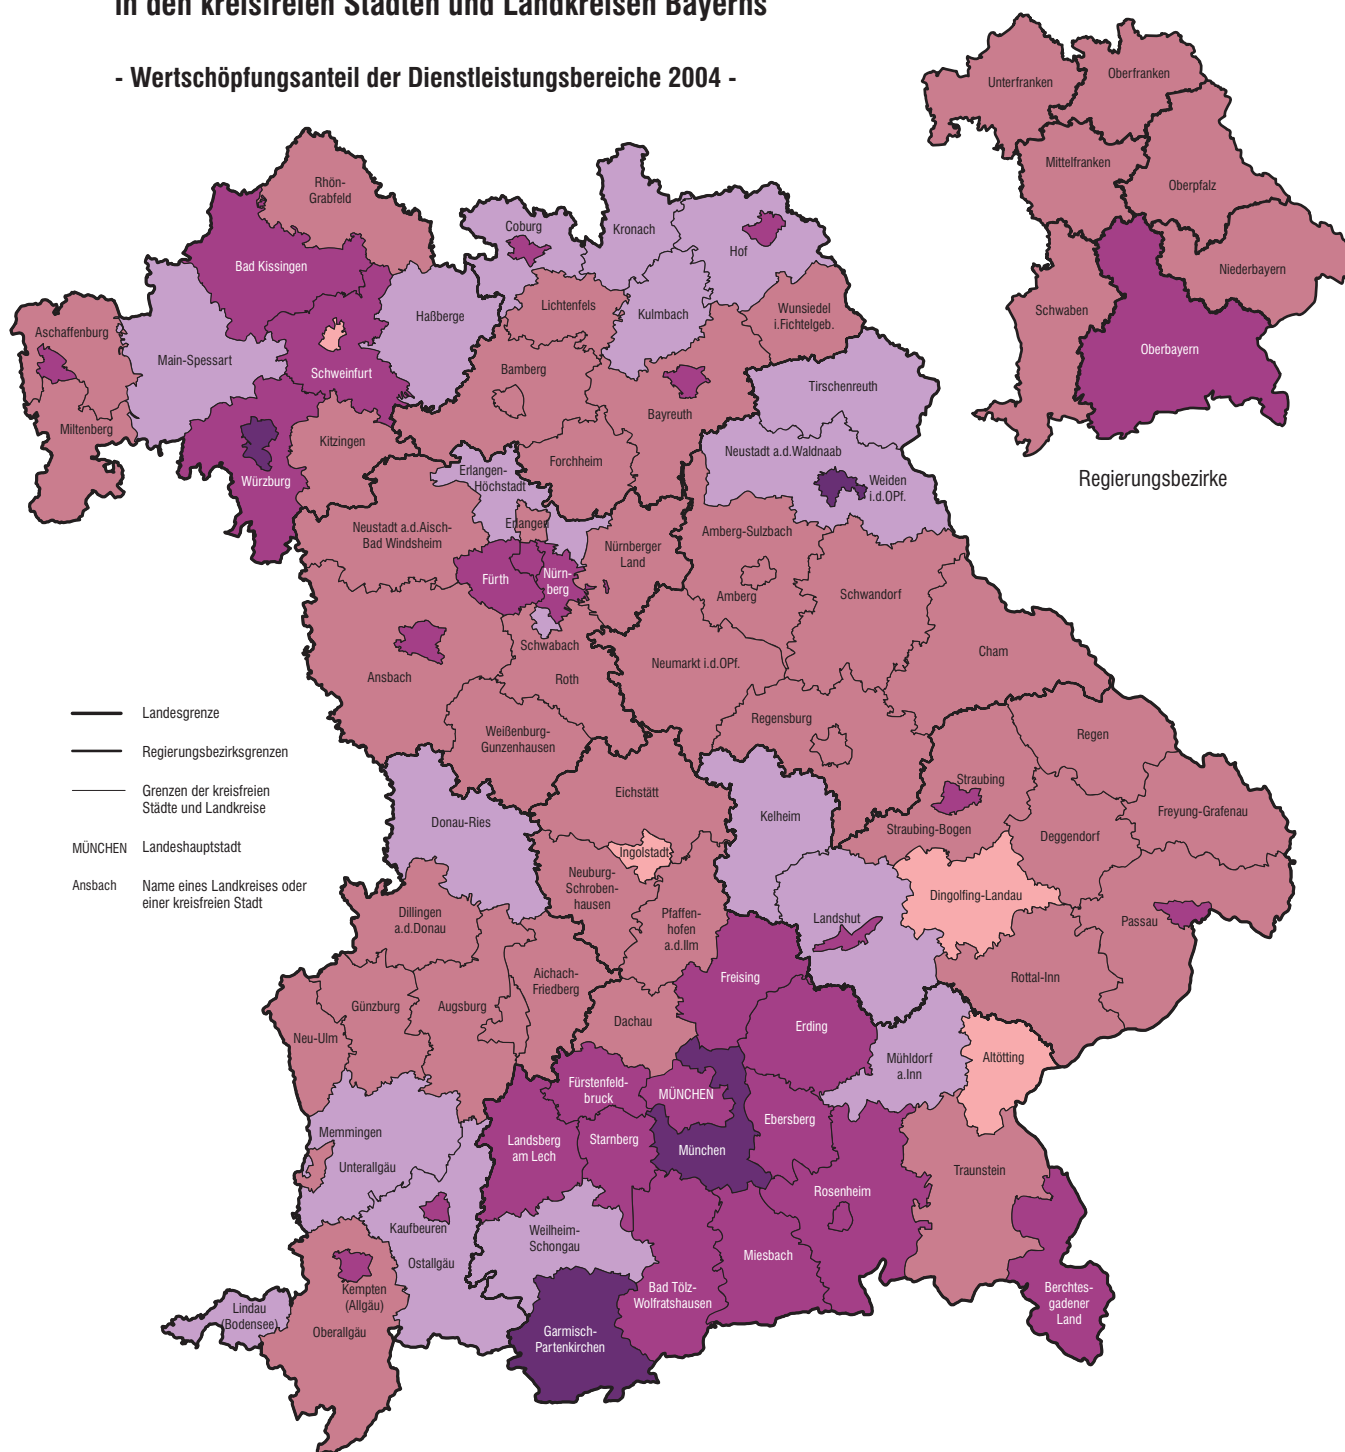 in den kreisfreien Städten und Landkreisen Bayerns
- Wertschöpfungsanteil der Dienstleistungsbereiche 2004 -
Unterfranken
Oberfranken
Mittelfranken
Oberpfalz
Niederbayern
Schwaben
Oberbayern
Regierungsbezirke
Rhön-
Grabfeld
Coburg
Kronach
Hof
Bad Kissingen
Lichtenfels
Kulmbach
Wunsiedel
i.Fichtelgeb.
Haßberge
Aschaffenburg
Main-Spessart
Schweinfurt
Bamberg
Bayreuth
Tirschenreuth
Miltenberg
Kitzingen
Würzburg
Forchheim
Erlangen-
Höchstadt
Neustadt a.d.Waldnaab
Weiden
i.d.OPf.
Neustadt a.d.Aisch-
Bad Windsheim
Erlangen
Nürnberger
Land
Amberg-Sulzbach
Fürth
Nürn-
berg
Amberg
Schwandorf
Schwabach
Roth
Ansbach
Neumarkt i.d.OPf.
Cham
Weißenburg-
Gunzenhausen
Regensburg
Regen
Landesgrenze
Regierungsbezirksgrenzen
Grenzen der kreisfreien
Städte und Landkreise
MÜNCHEN
Landeshauptstadt
Ansbach
Name eines Landkreises oder
einer kreisfreien Stadt
Eichstätt
Straubing
Freyung-Grafenau
Donau-Ries
Kelheim
Straubing-Bogen
Deggendorf
Ingolstadt
Neuburg-
Schroben-
hausen
Dingolfing-Landau
Dillingen
a.d.Donau
Pfaffen-
hofen
a.d.Ilm
Landshut
Passau
Aichach-
Friedberg
Freising
Rottal-Inn
Günzburg
Augsburg
Dachau
Erding
Neu-Ulm
Mühldorf
a.Inn
Altötting
Fürstenfeld-
bruck
MÜNCHEN
Ebersberg
Memmingen
Landsberg
am Lech
Starnberg
München
Unterallgäu
Traunstein
Rosenheim
Kaufbeuren
Weilheim-
Schongau
Miesbach
Ostallgäu
Kempten
(Allgäu)
Bad Tölz-
Wolfratshausen
Berchtes-
gadener
Land
Lindau
(Bodensee)
Oberallgäu
Garmisch-
Partenkirchen